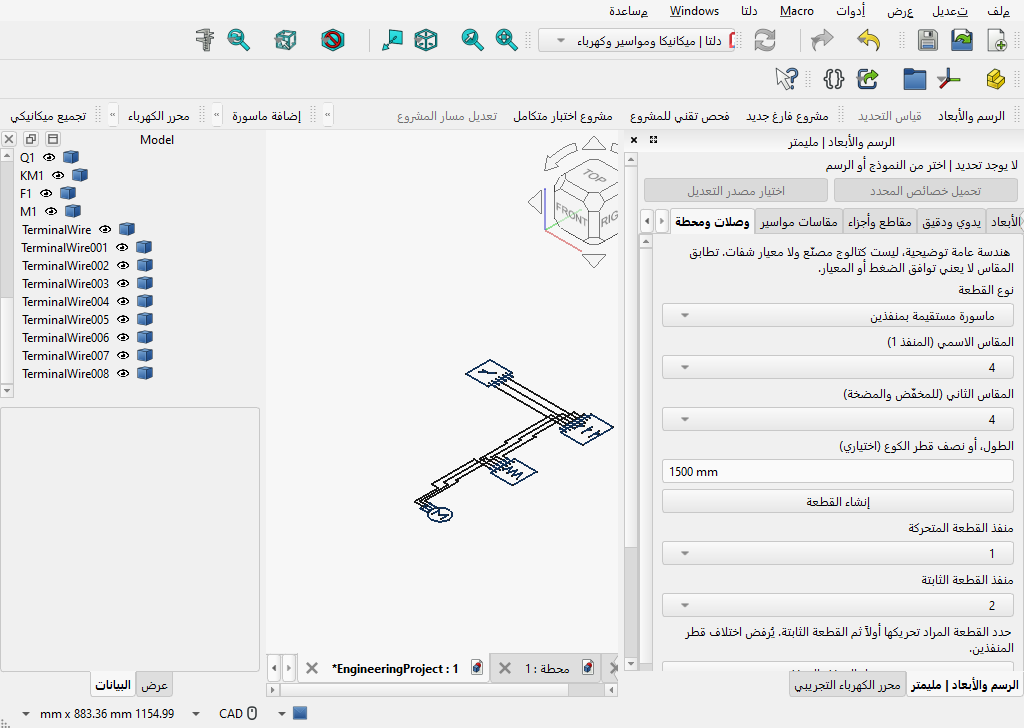 ملف تعديل عرض أدوات Macro دلتا Windows مساعدة
دلتا | ميكانيكا ومواسير وكهرباء
الرسم والأبعاد قياس التحديد مشروع فارغ جديد فحص تقني للمشروع مشروع اختبار متكامل تعديل مسار المشروع
إضافة ماسورة
محرر الكهرباء
تجميع ميكانيكي
الرسم والأبعاد | مليمتر
لا يوجد تحديد | اختر من النموذج أو الرسم
تحميل خصائص المحدد
اختيار مصدر التعديل
الأبعاد
يدوي ودقيق
مقاطع وأجزاء
مقاسات مواسير
وصلات ومحطة
هندسة عامة توضيحية، ليست كتالوج مصنّع ولا معيار شفات. تطابق
المقاس لا يعني توافق الضغط أو المعيار.
نوع القطعة
ماسورة مستقيمة بمنفذين
المقاس الاسمي (المنفذ 1)
4
المقاس الثاني (للمخفّض والمضخة)
4
الطول، أو نصف قطر الكوع (اختياري)
1500 mm
إنشاء القطعة
منفذ القطعة المتحركة
1
منفذ القطعة الثابتة
2
حدد القطعة المراد تحريكها أولاً ثم القطعة الثابتة. يُرفض اختلاف قطر
المنفذين.
الرسم والأبعاد | مليمتر
محرر الكهرباء التجريبي
TOP
FRONT
RIG
M
Model
Q1
KM1
F1
M1
TerminalWire
TerminalWire001
TerminalWire002
TerminalWire003
TerminalWire004
TerminalWire005
TerminalWire006
TerminalWire007
TerminalWire008
عرض
البيانات
محطة : 1
*EngineeringProject : 1
CAD
1154.99 mm x 883.36 mm